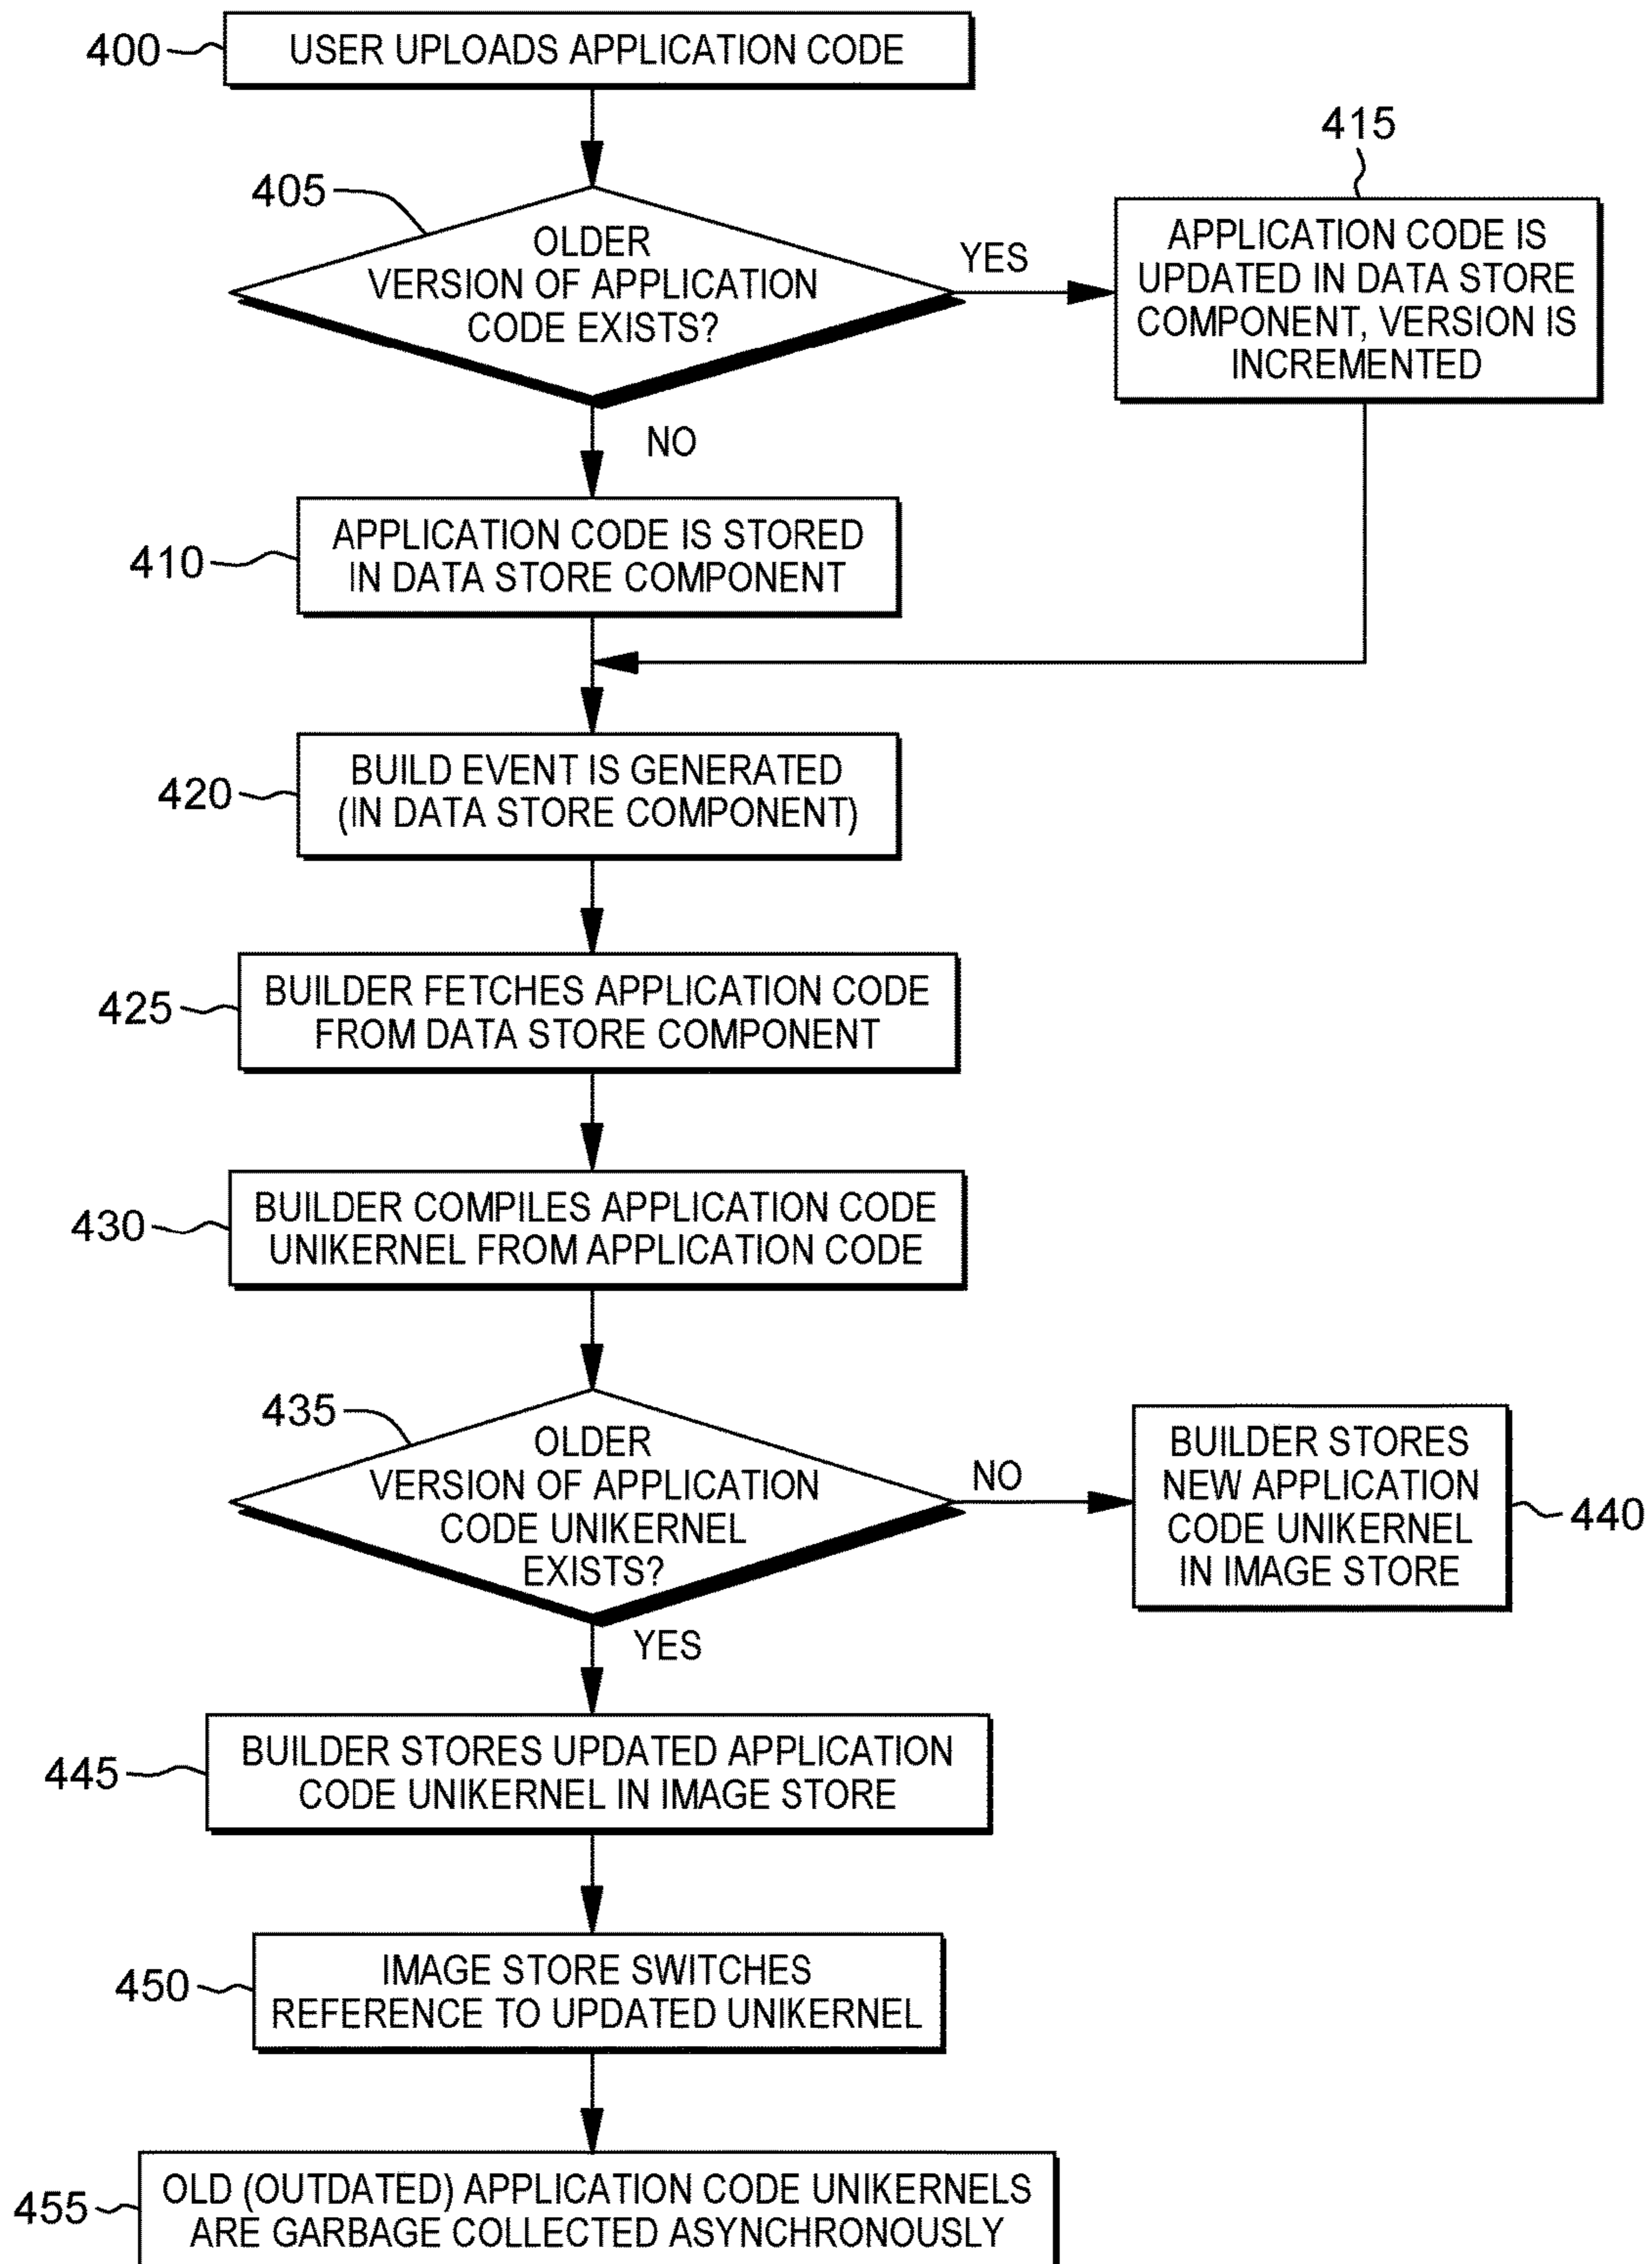 400
USER UPLOADS APPLICATION CODE
405
OLDER
VERSION OF APPLICATION
CODE EXISTS?
YES
415
APPLICATION CODE IS
UPDATED IN DATA STORE
COMPONENT, VERSION IS
INCREMENTED
NO
410
APPLICATION CODE IS STORED
IN DATA STORE COMPONENT
420
BUILD EVENT IS GENERATED
(IN DATA STORE COMPONENT)
425
BUILDER FETCHES APPLICATION CODE
FROM DATA STORE COMPONENT
430
BUILDER COMPILES APPLICATION CODE
UNIKERNEL FROM APPLICATION CODE
435
OLDER
VERSION OF APPLICATION
CODE UNIKERNEL
EXISTS?
NO
BUILDER STORES
NEW APPLICATION
CODE UNIKERNEL
IN IMAGE STORE
440
YES
445
BUILDER STORES UPDATED APPLICATION
CODE UNIKERNEL IN IMAGE STORE
450
IMAGE STORE SWITCHES
REFERENCE TO UPDATED UNIKERNEL
455
OLD (OUTDATED) APPLICATION CODE UNIKERNELS
ARE GARBAGE COLLECTED ASYNCHRONOUSLY